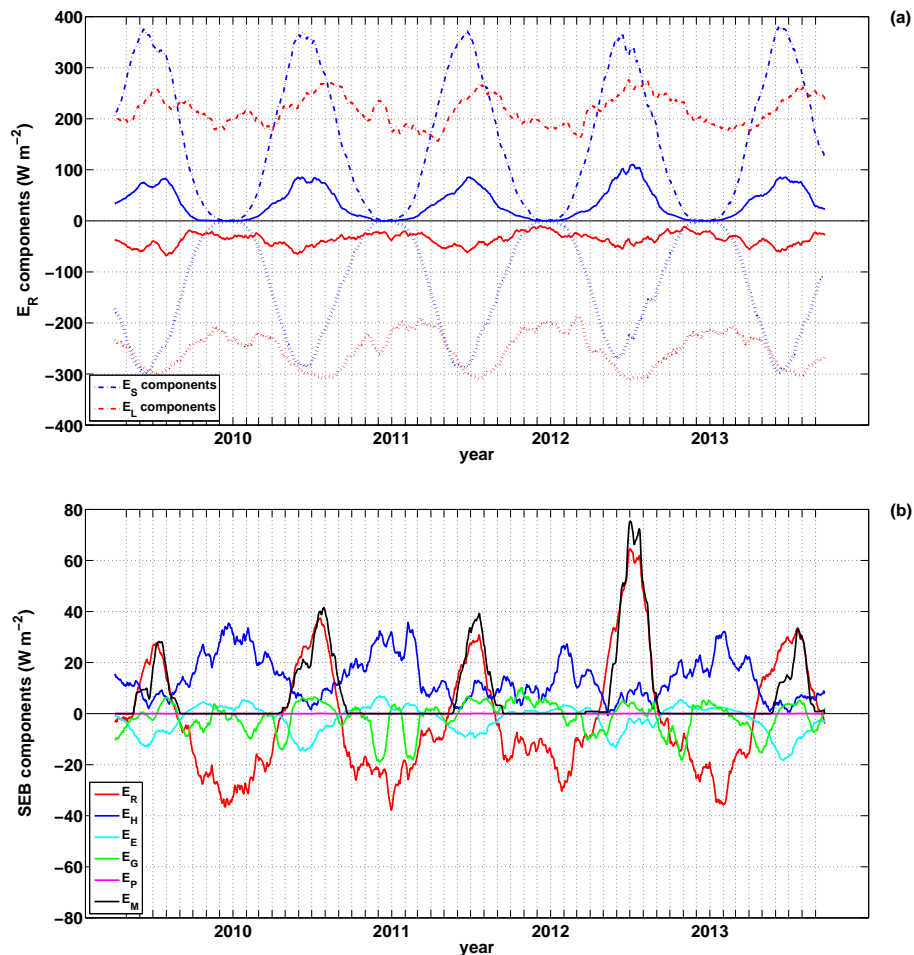 (a)
400
300
200
100
0
−100
−200
−300
−400
E_R components (W m⁻²)
E_S components
E_L components
2010 2011 2012 2013
year
(b)
80
60
40
20
0
−20
−40
−60
−80
SEB components (W m⁻²)
E_R
E_H
E_E
E_G
E_P
E_M
2010 2011 2012 2013
year